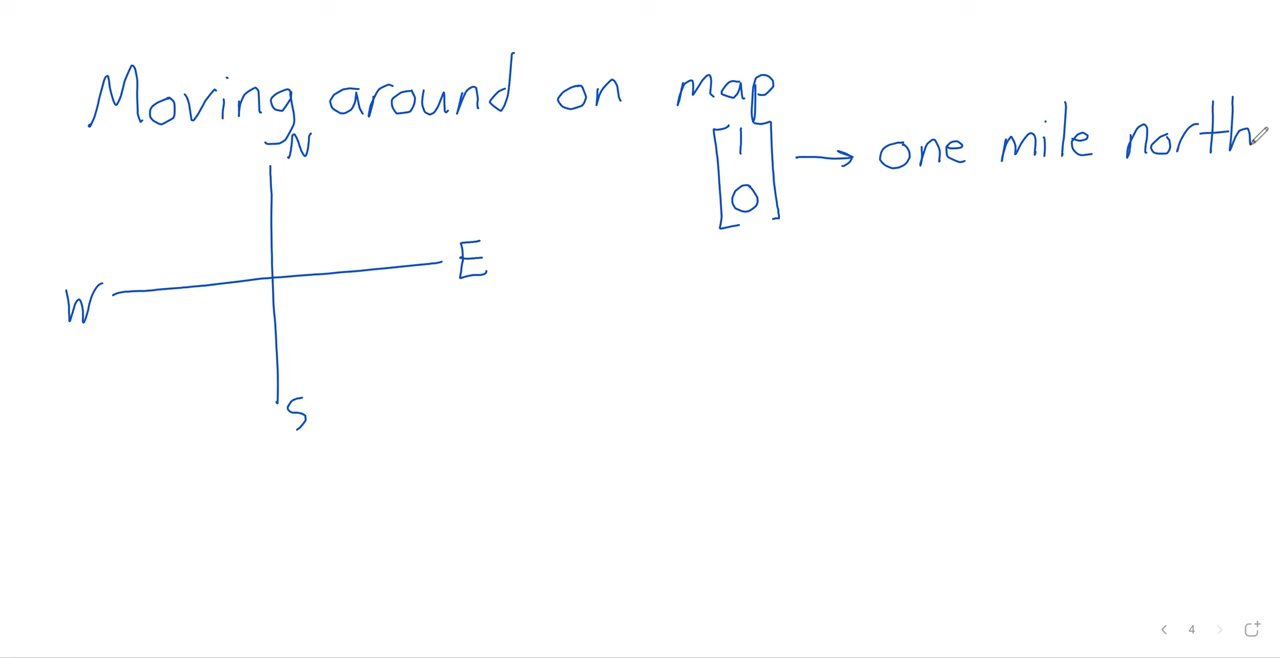 Moving around on map
N
[1
0] → one mile north
E
W
S
< 4 >